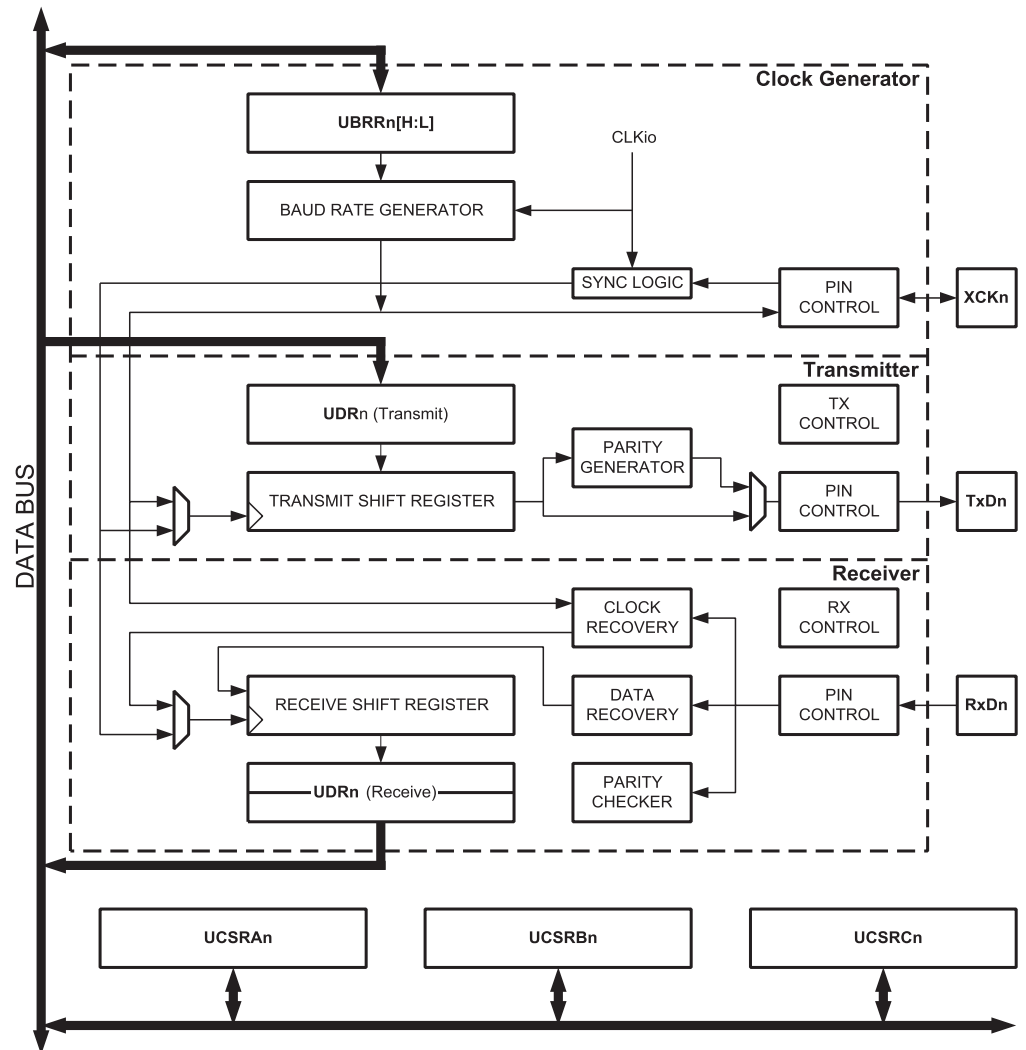 Clock Generator
UBRRn[H:L]
CLKio
BAUD RATE GENERATOR
SYNC LOGIC
PIN
CONTROL
XCKn
Transmitter
UDRn (Transmit)
TX
CONTROL
PARITY
GENERATOR
TRANSMIT SHIFT REGISTER
PIN
CONTROL
TxDn
DATA BUS
Receiver
CLOCK
RECOVERY
RX
CONTROL
RECEIVE SHIFT REGISTER
DATA
RECOVERY
PIN
CONTROL
RxDn
UDRn (Receive)
PARITY
CHECKER
UCSRAn
UCSRBn
UCSRCn